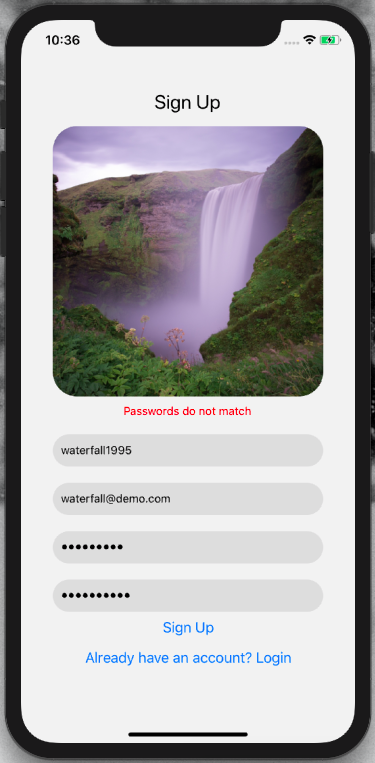 10:36
Sign Up
Passwords do not match
waterfall1995
waterfall@demo.com
•••••••••
••••••••••
Sign Up
Already have an account? Login